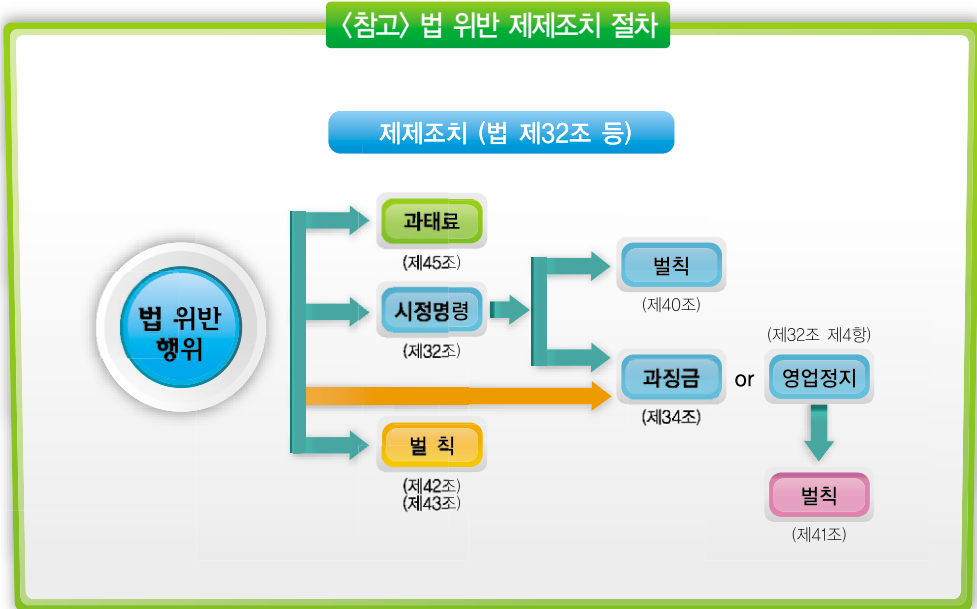 〈참고〉 법 위반 제제조치 절차
제제조치 (법 제32조 등)
법 위반
행위
과태료
(제45조)
시정명령
(제32조)
벌 칙
(제42조)
(제43조)
벌칙
(제40조)
과징금
(제34조)
or
(제32조 제4항)
영업정지
벌칙
(제41조)